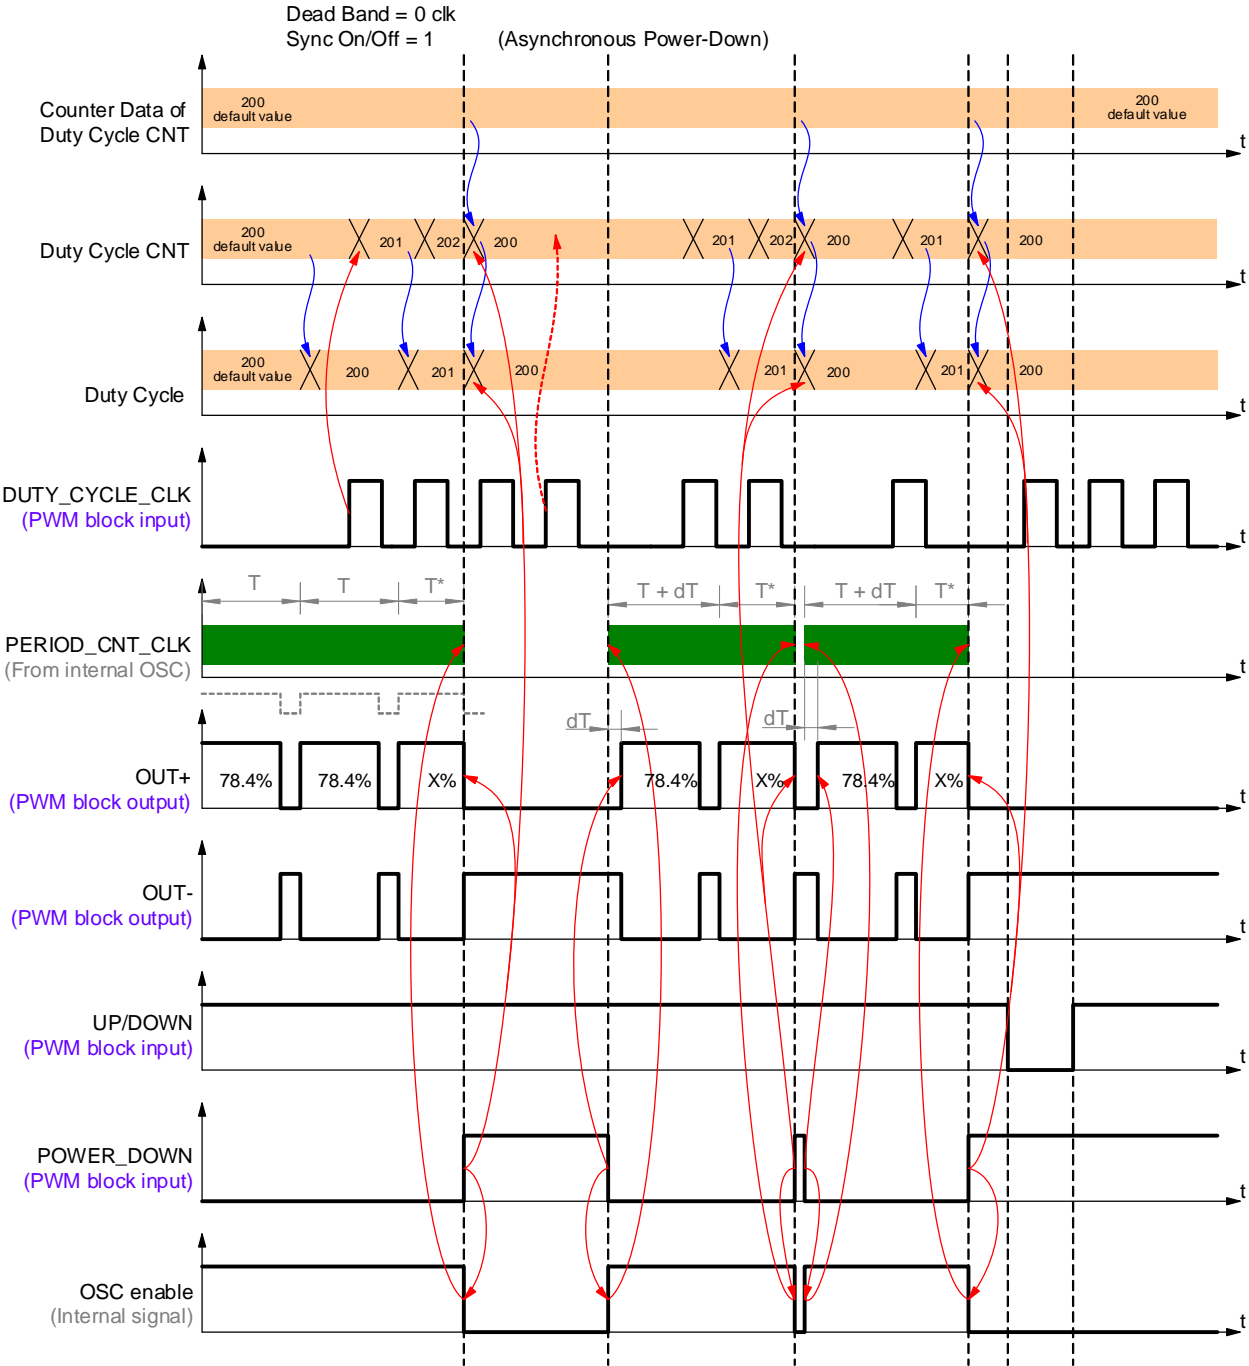 Dead Band = 0 clk
Sync On/Off = 1 (Asynchronous Power-Down)
Counter Data of
Duty Cycle CNT
200
default value
200
default value
t
Duty Cycle CNT
200
default value
201
202
200
201
202
200
201
200
t
Duty Cycle
200
default value
200
201
200
201
200
201
200
t
DUTY_CYCLE_CLK
(PWM block input)
t
PERIOD_CNT_CLK
(From internal OSC)
T
T
T*
T + dT
T*
T + dT
T*
t
dT
dT
OUT+
(PWM block output)
78.4%
78.4%
X%
78.4%
X%
78.4%
X%
t
OUT-
(PWM block output)
t
UP/DOWN
(PWM block input)
t
POWER_DOWN
(PWM block input)
t
OSC enable
(Internal signal)
t